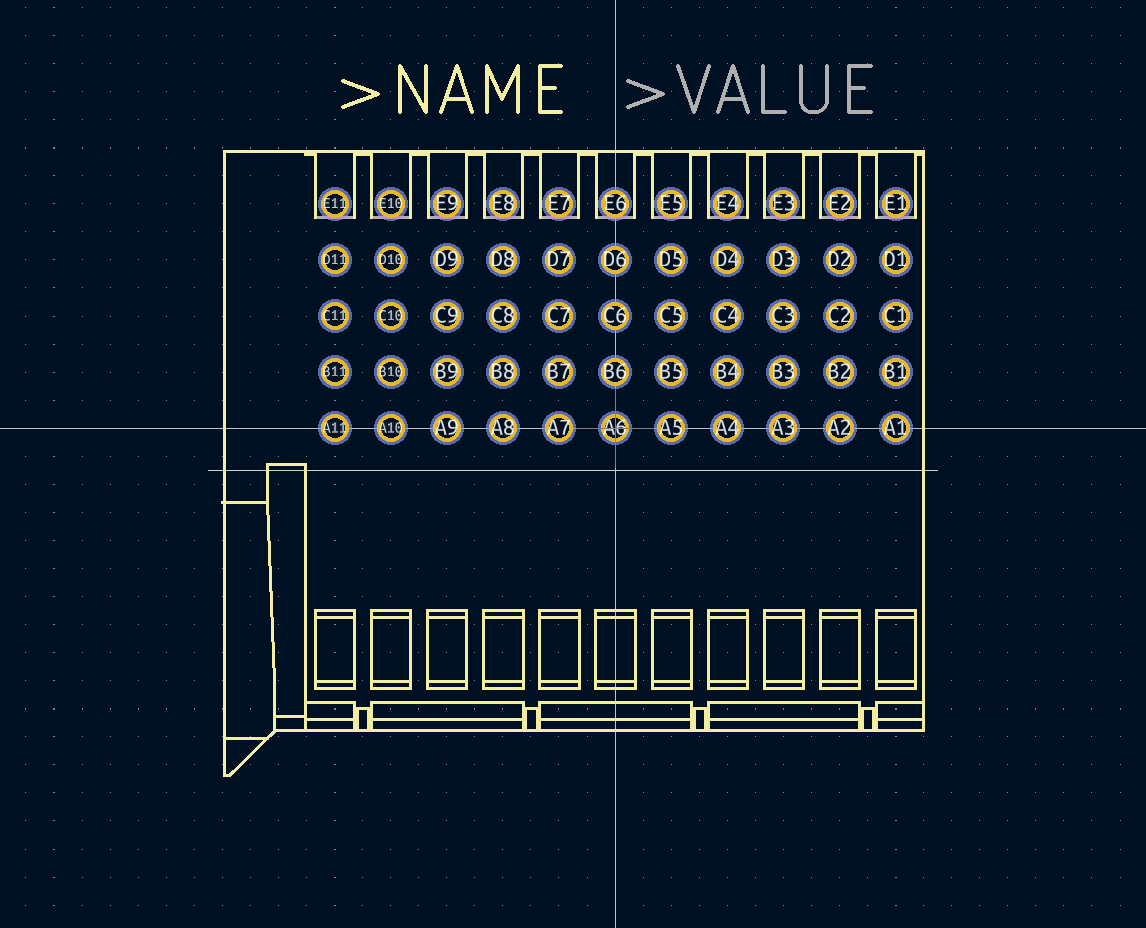 >NAME >VALUE
E11 E10 E9 E8 E7 E6 E5 E4 E3 E2 E1
D11 D10 D9 D8 D7 D6 D5 D4 D3 D2 D1
C11 C10 C9 C8 C7 C6 C5 C4 C3 C2 C1
B11 B10 B9 B8 B7 B6 B5 B4 B3 B2 B1
A11 A10 A9 A8 A7 A6 A5 A4 A3 A2 A1